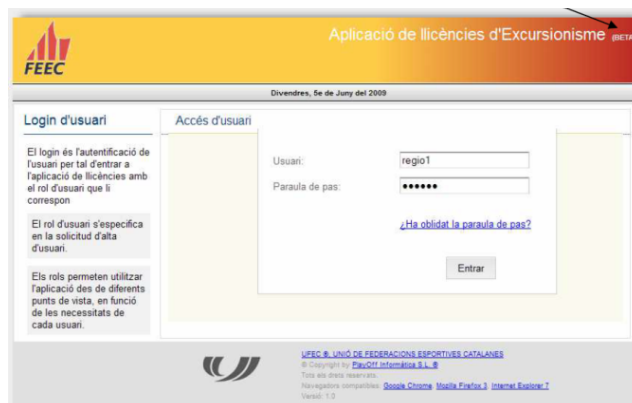 FEEC
Aplicació de llicències d'Excursionisme (BETA
Divendres, 5e de Juny del 2009
Login d'usuari
El login és l'autentificació de
l'usuari per tal d'entrar a
l'aplicació de llicències amb
el rol d'usuari que li
correspon
El rol d'usuari s'especifica
en la solicitud d'alta
d'usuari.
Els rols permeten utilitzar
l'aplicació des de diferents
punts de vista, en funció
de les necessitats de
cada usuari.
Accés d'usuari
Usuari: regio1
Paraula de pas: ••••••
¿Ha oblidat la paraula de pas?
Entrar
UFEC ®. UNIÓ DE FEDERACIONS ESPORTIVES CATALANES
© Copyright by PlayOff Informàtica S.L. ®
Tots els drets reservats.
Navegadors compatibles: Google Chrome, Mozilla Firefox 3, Internet Explorer 7
Versió: 1.0